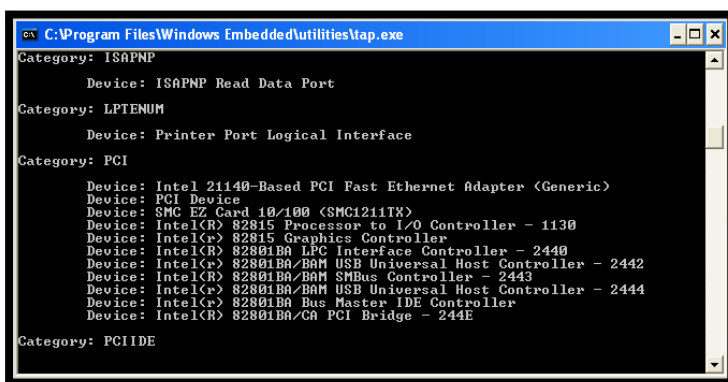 C:\Program Files\Windows Embedded\utilities\tap.exe
Category: ISAPNP
Device: ISAPNP Read Data Port
Category: LPTENUM
Device: Printer Port Logical Interface
Category: PCI
Device: Intel 21140-Based PCI Fast Ethernet Adapter (Generic)
Device: PCI Device
Device: SMC EZ Card 10/100 (SMC1211TX)
Device: Intel(R) 82815 Processor to I/O Controller - 1130
Device: Intel(r) 82815 Graphics Controller
Device: Intel(R) 82801BA LPC Interface Controller - 2440
Device: Intel(r) 82801BA/BAM USB Universal Host Controller - 2442
Device: Intel(R) 82801BA/BAM SMBus Controller - 2443
Device: Intel(r) 82801BA/BAM USB Universal Host Controller - 2444
Device: Intel(r) 82801BA Bus Master IDE Controller
Device: Intel(R) 82801BA/CA PCI Bridge - 244E
Category: PCIIDE